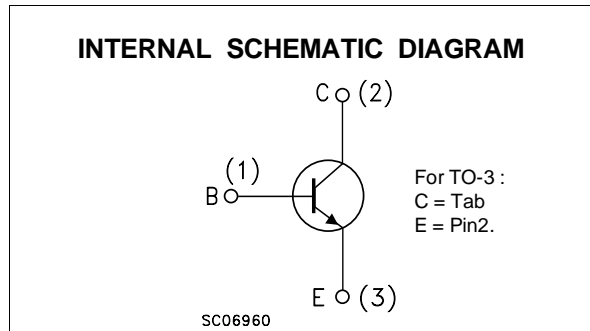 INTERNAL SCHEMATIC DIAGRAM
C (2)
(1)
B
For TO-3 :
C = Tab
E = Pin2.
E (3)
SC06960